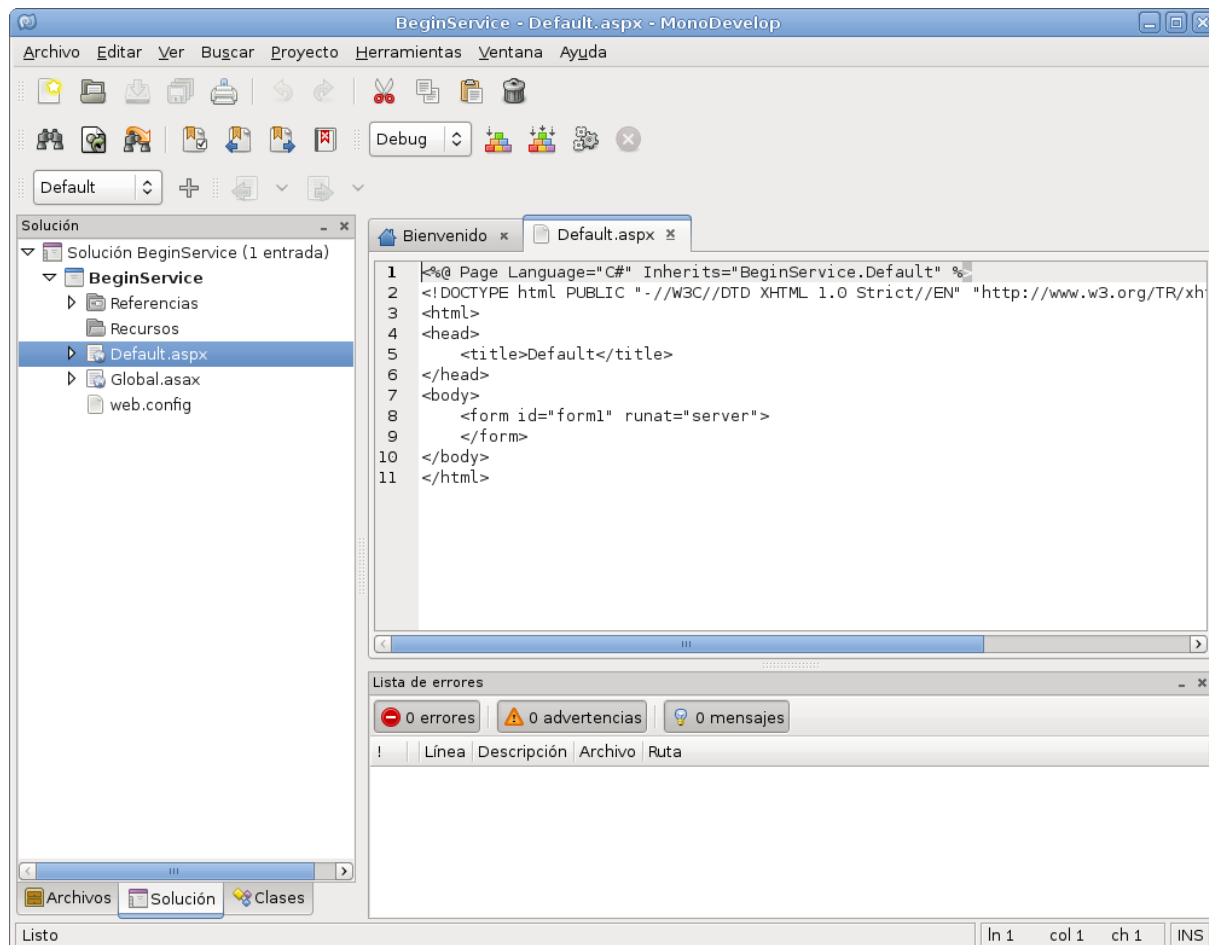 BeginService - Default.aspx - MonoDevelop
Archivo Editar Ver Buscar Proyecto Herramientas Ventana Ayuda
Debug
Default
Solución
Solución BeginService (1 entrada)
BeginService
Referencias
Recursos
Default.aspx
Global.asax
web.config
Archivos Solución Clases
Bienvenido Default.aspx
1 <%@ Page Language="C#" Inherits="BeginService.Default" %>
2 <!DOCTYPE html PUBLIC "-//W3C//DTD XHTML 1.0 Strict//EN" "http://www.w3.org/TR/xh
3 <html>
4 <head>
5 <title>Default</title>
6 </head>
7 <body>
8 <form id="form1" runat="server">
9 </form>
10 </body>
11 </html>
Lista de errores
0 errores 0 advertencias 0 mensajes
! Línea Descripción Archivo Ruta
Listo ln 1 col 1 ch 1 INS